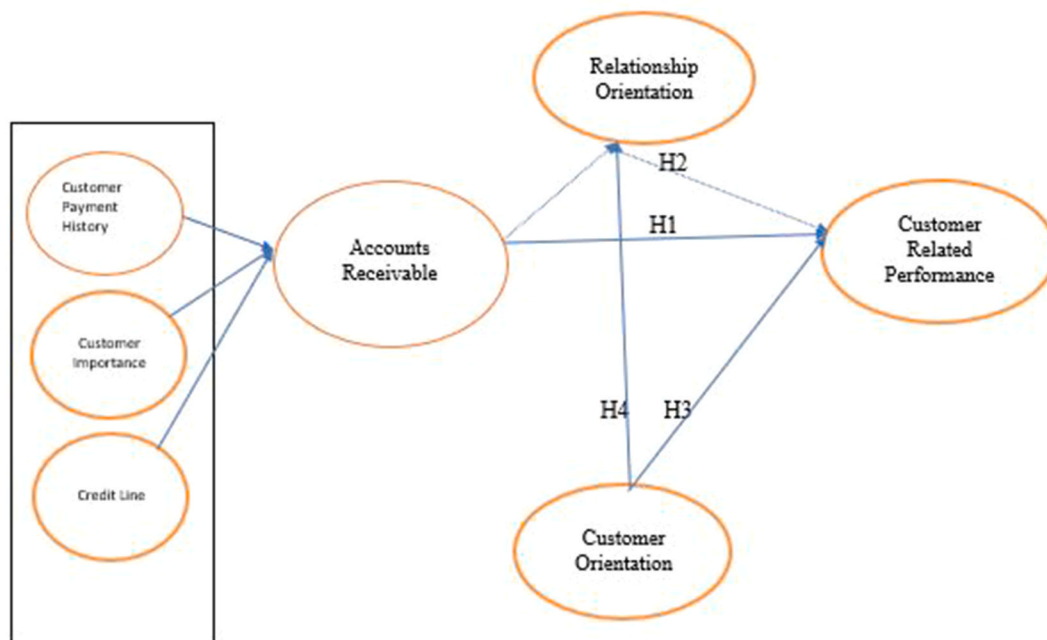 Relationship
Orientation
Customer
Payment
History
H2
H1
Accounts
Receivable
Customer
Related
Performance
Customer
Importance
H4
H3
Credit Line
Customer
Orientation